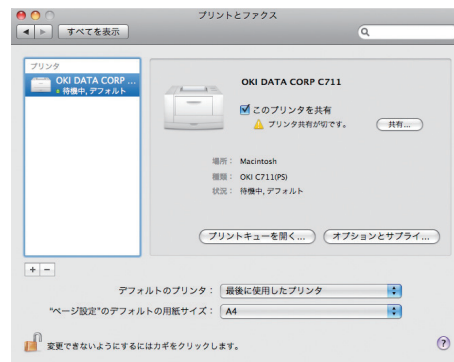 プリントとファクス
すべてを表示
プリンタ
OKI DATA CORP ...
待機中, デフォルト
OKI DATA CORP C711
このプリンタを共有
プリンタ共有が切です。
共有...
場所： Macintosh
種類： OKI C711(PS)
状況： 待機中, デフォルト
プリントキューを開く...
オプションとサプライ...
+ −
デフォルトのプリンタ： 最後に使用したプリンタ
"ページ設定"のデフォルトの用紙サイズ： A4
変更できないようにするにはカギをクリックします。
?